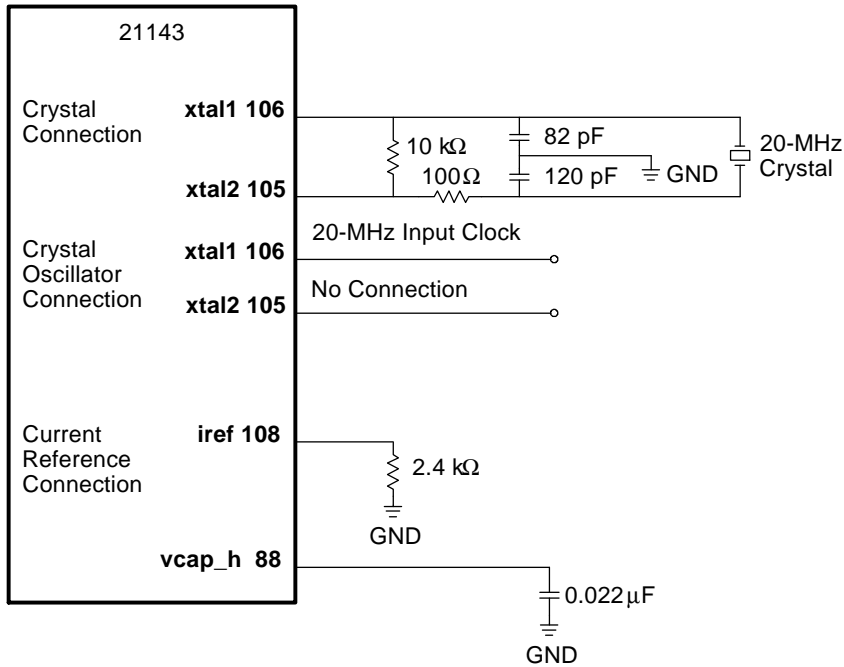 21143
Crystal
Connection
xtal1 106
10 kΩ
82 pF
20-MHz
Crystal
100Ω
120 pF
GND
xtal2 105
20-MHz Input Clock
Crystal
Oscillator
Connection
xtal1 106
No Connection
xtal2 105
Current
Reference
Connection
iref 108
2.4 kΩ
GND
vcap_h 88
0.022μF
GND